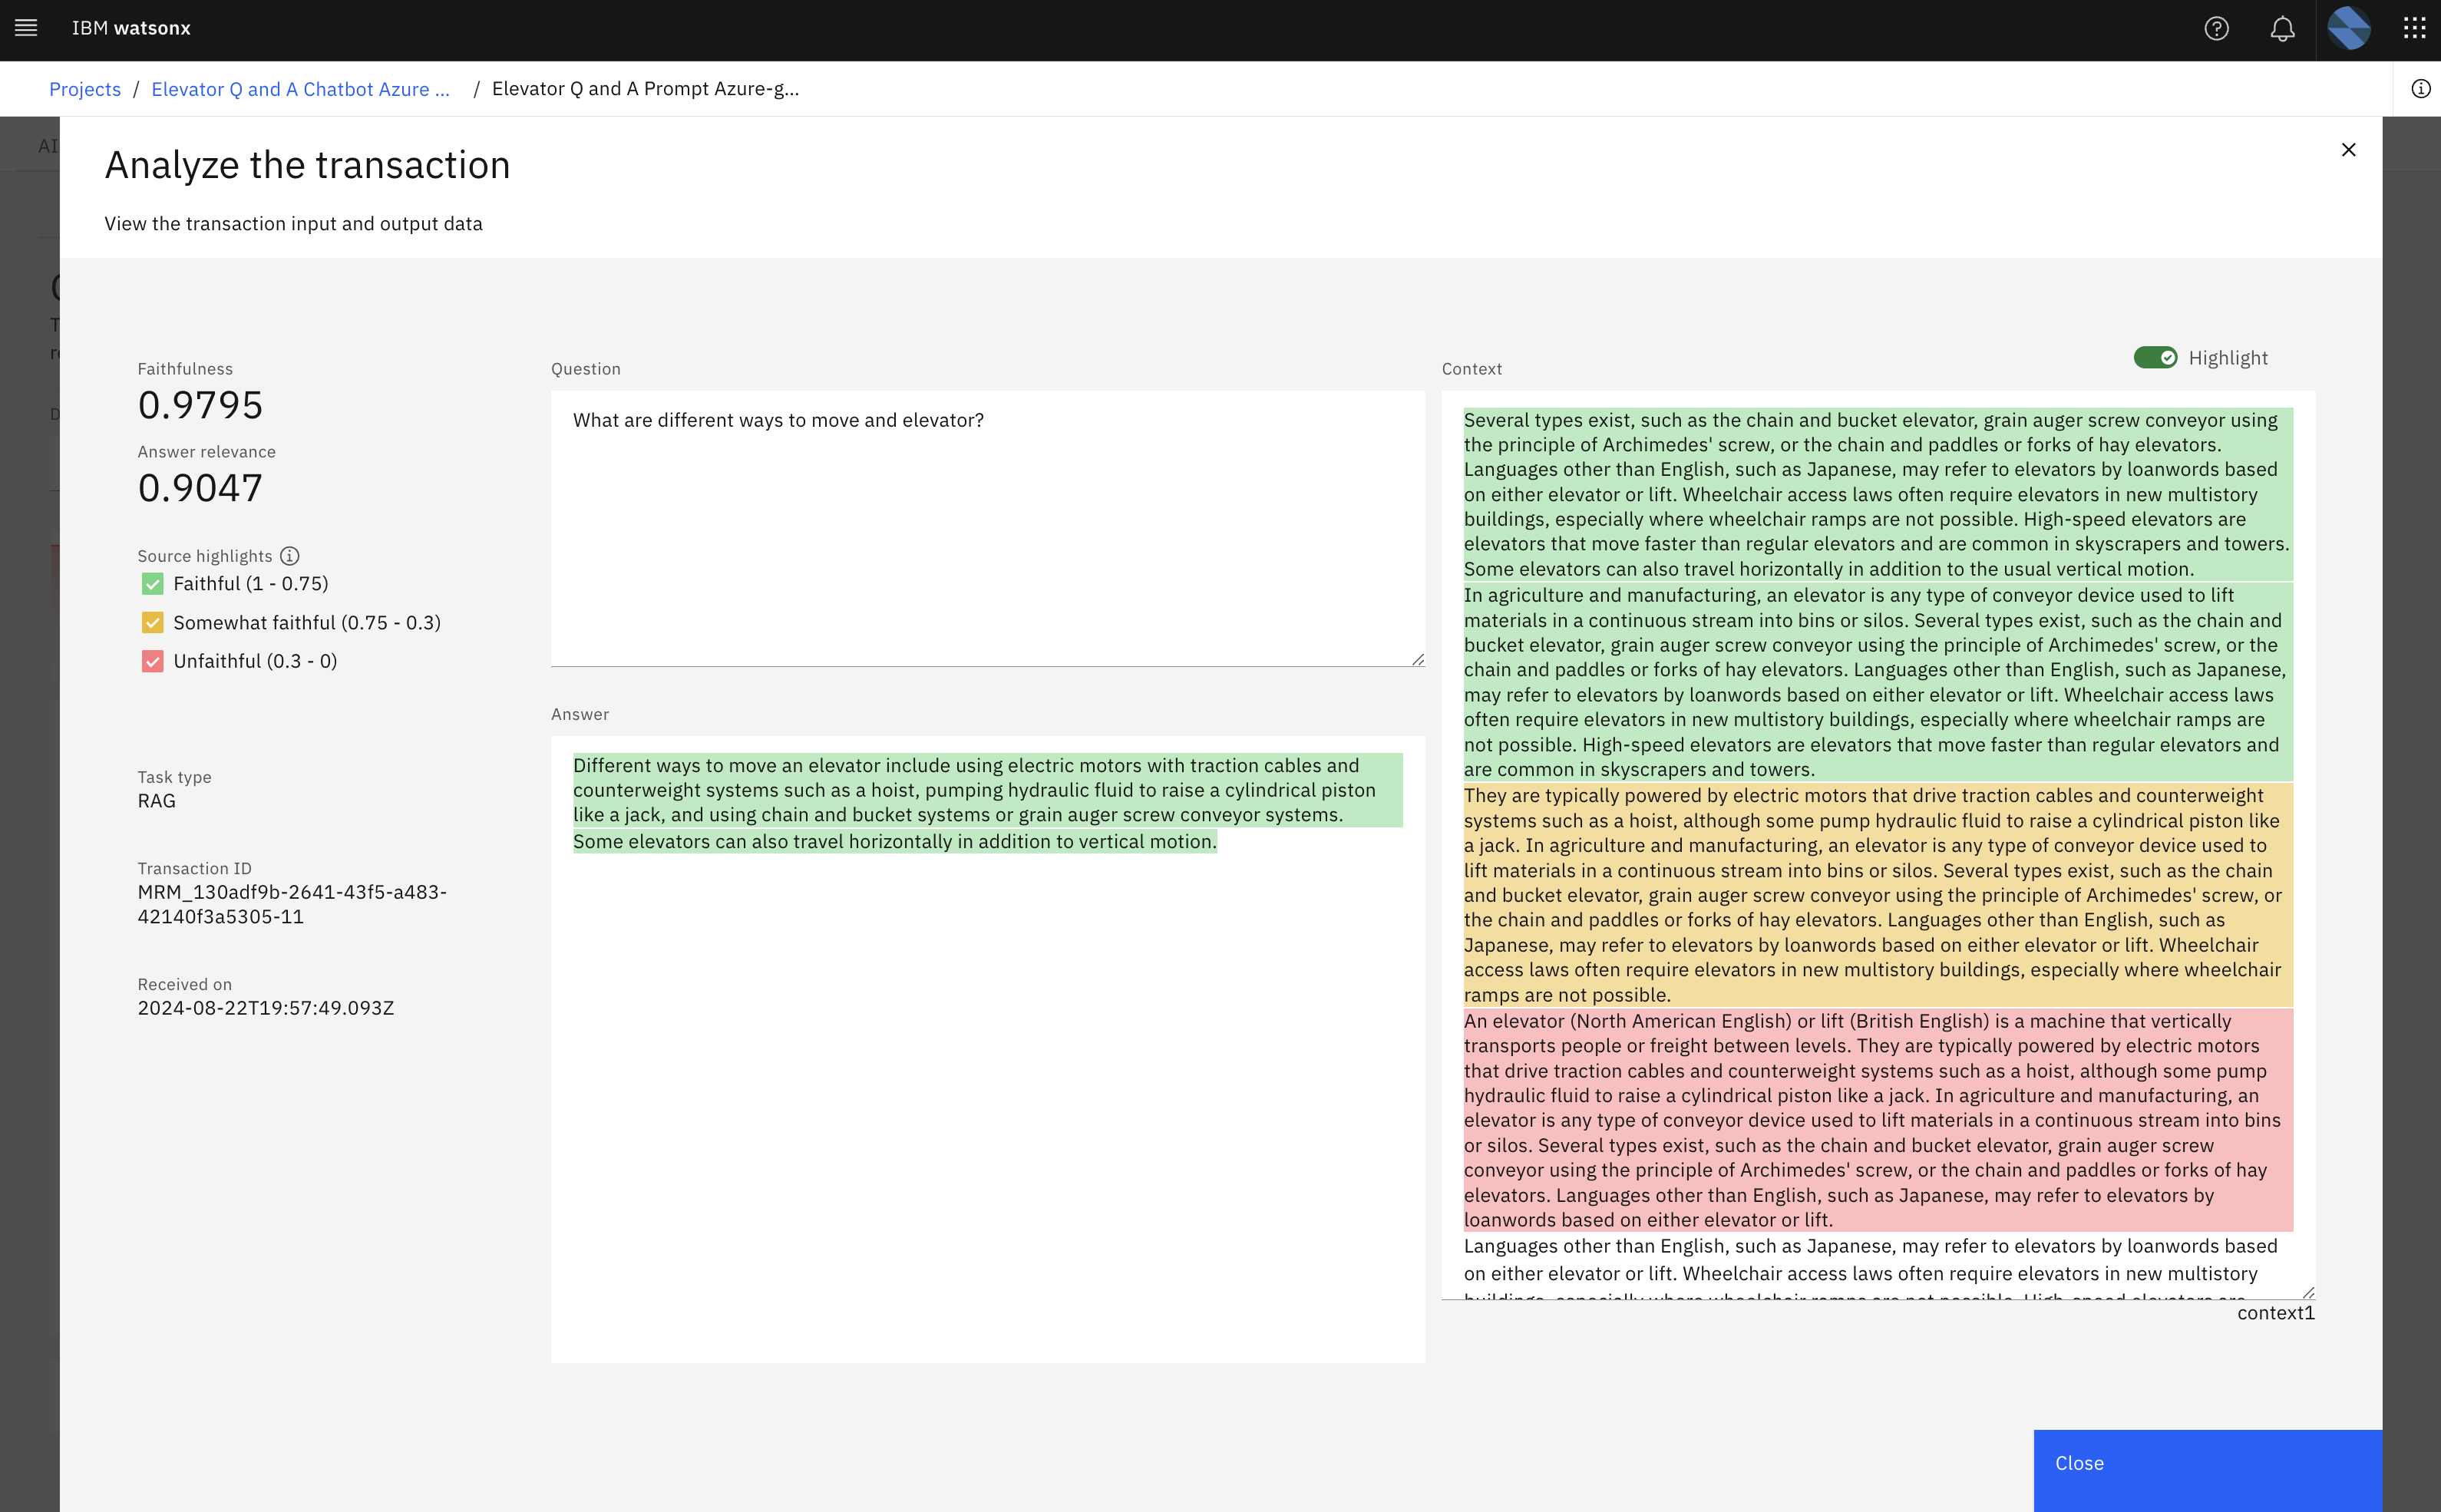 IBM watsonx
Projects / Elevator Q and A Chatbot Azure ... / Elevator Q and A Prompt Azure-g...
AI
Analyze the transaction
View the transaction input and output data
Faithfulness
0.9795
Answer relevance
0.9047
Source highlights
Faithful (1 - 0.75)
Somewhat faithful (0.75 - 0.3)
Unfaithful (0.3 - 0)
Task type
RAG
Transaction ID
MRM_130adf9b-2641-43f5-a483-
42140f3a5305-11
Received on
2024-08-22T19:57:49.093Z
Question
What are different ways to move and elevator?
Answer
Different ways to move an elevator include using electric motors with traction cables and
counterweight systems such as a hoist, pumping hydraulic fluid to raise a cylindrical piston
like a jack, and using chain and bucket systems or grain auger screw conveyor systems.
Some elevators can also travel horizontally in addition to vertical motion.
Highlight
Context
Several types exist, such as the chain and bucket elevator, grain auger screw conveyor using
the principle of Archimedes' screw, or the chain and paddles or forks of hay elevators.
Languages other than English, such as Japanese, may refer to elevators by loanwords based
on either elevator or lift. Wheelchair access laws often require elevators in new multistory
buildings, especially where wheelchair ramps are not possible. High-speed elevators are
elevators that move faster than regular elevators and are common in skyscrapers and towers.
Some elevators can also travel horizontally in addition to the usual vertical motion.
In agriculture and manufacturing, an elevator is any type of conveyor device used to lift
materials in a continuous stream into bins or silos. Several types exist, such as the chain and
bucket elevator, grain auger screw conveyor using the principle of Archimedes' screw, or the
chain and paddles or forks of hay elevators. Languages other than English, such as Japanese,
may refer to elevators by loanwords based on either elevator or lift. Wheelchair access laws
often require elevators in new multistory buildings, especially where wheelchair ramps are
not possible. High-speed elevators are elevators that move faster than regular elevators and
are common in skyscrapers and towers.
They are typically powered by electric motors that drive traction cables and counterweight
systems such as a hoist, although some pump hydraulic fluid to raise a cylindrical piston like
a jack. In agriculture and manufacturing, an elevator is any type of conveyor device used to
lift materials in a continuous stream into bins or silos. Several types exist, such as the chain
and bucket elevator, grain auger screw conveyor using the principle of Archimedes' screw, or
the chain and paddles or forks of hay elevators. Languages other than English, such as
Japanese, may refer to elevators by loanwords based on either elevator or lift. Wheelchair
access laws often require elevators in new multistory buildings, especially where wheelchair
ramps are not possible.
An elevator (North American English) or lift (British English) is a machine that vertically
transports people or freight between levels. They are typically powered by electric motors
that drive traction cables and counterweight systems such as a hoist, although some pump
hydraulic fluid to raise a cylindrical piston like a jack. In agriculture and manufacturing, an
elevator is any type of conveyor device used to lift materials in a continuous stream into bins
or silos. Several types exist, such as the chain and bucket elevator, grain auger screw
conveyor using the principle of Archimedes' screw, or the chain and paddles or forks of hay
elevators. Languages other than English, such as Japanese, may refer to elevators by
loanwords based on either elevator or lift.
Languages other than English, such as Japanese, may refer to elevators by loanwords based
on either elevator or lift. Wheelchair access laws often require elevators in new multistory
buildings, especially where wheelchair ramps are not possible. High-speed elevators are
context1
Close